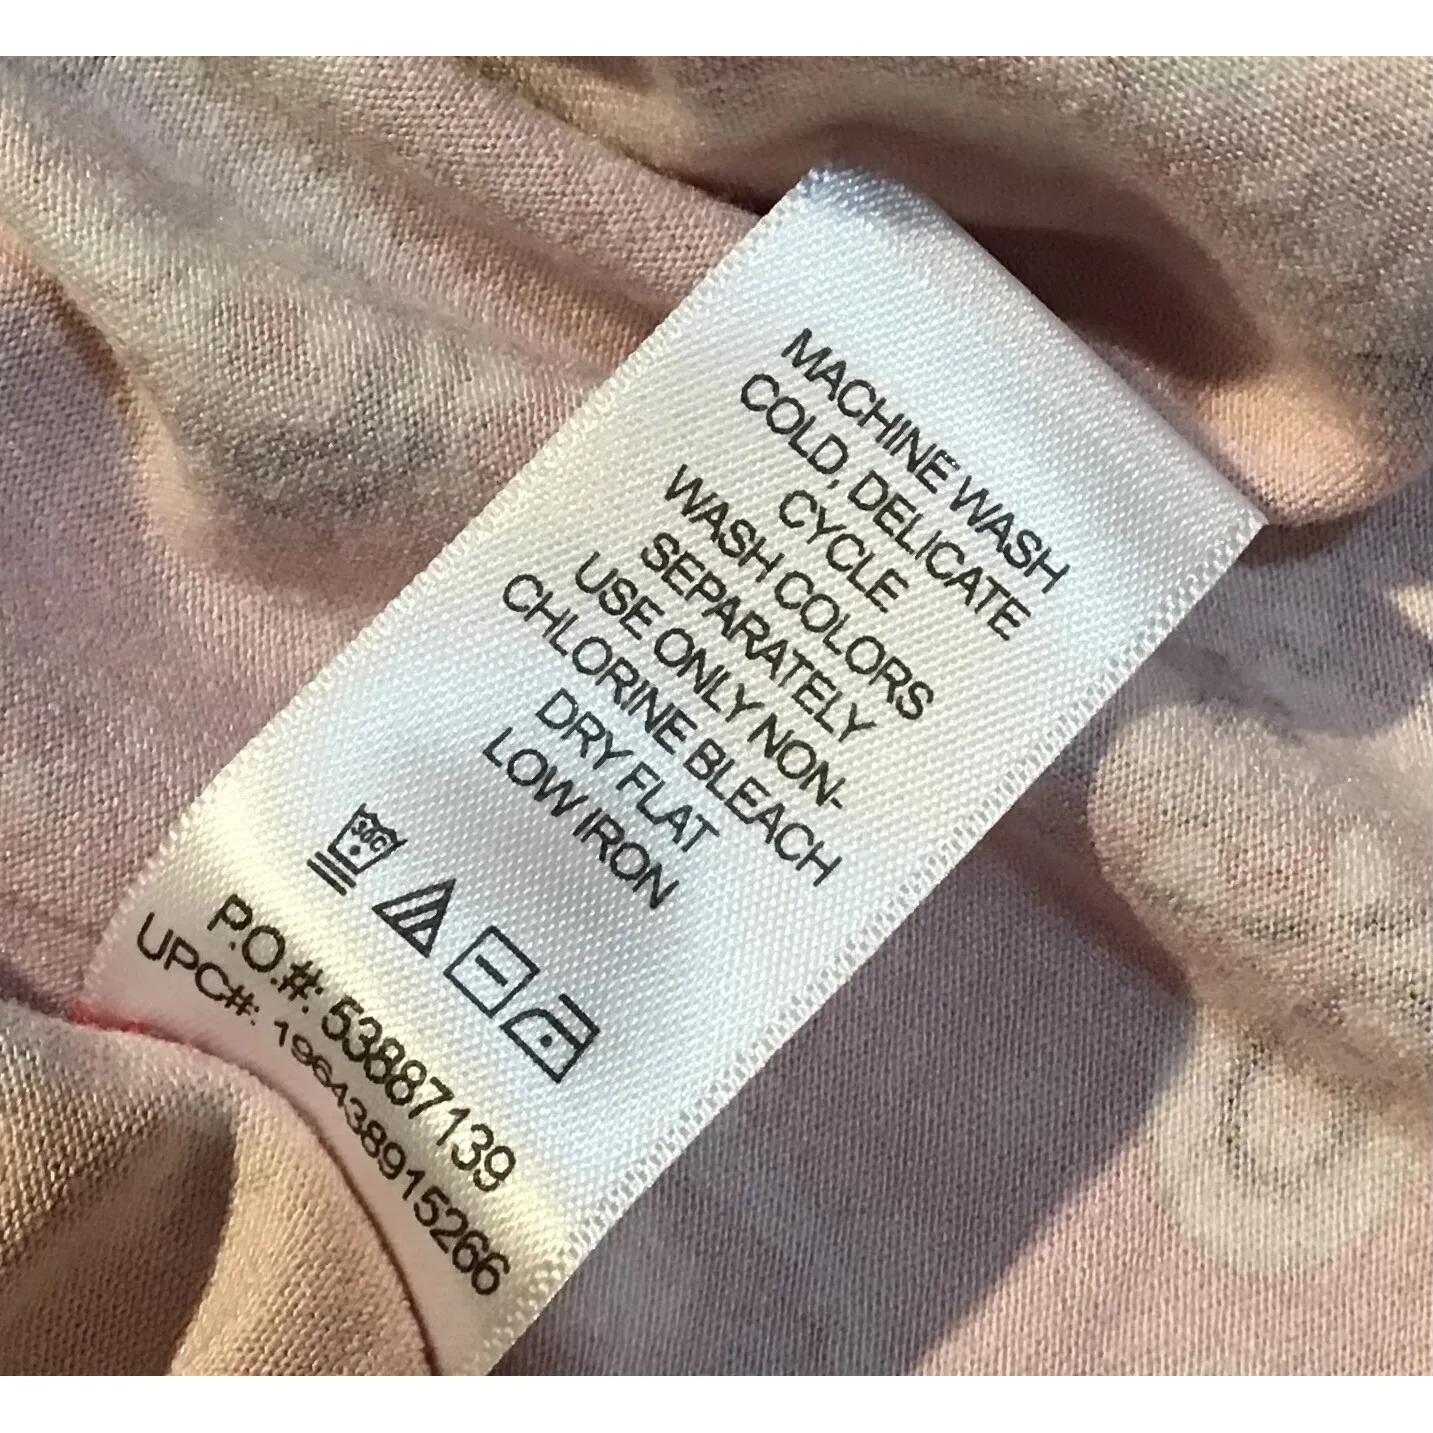 MACHINE WASH
COLD, DELICATE
CYCLE
WASH COLORS
SEPARATELY
USE ONLY NON-
CHLORINE BLEACH
DRY FLAT
LOW IRON
30C
P.O.#: 53887139
UPC#: 196438915266